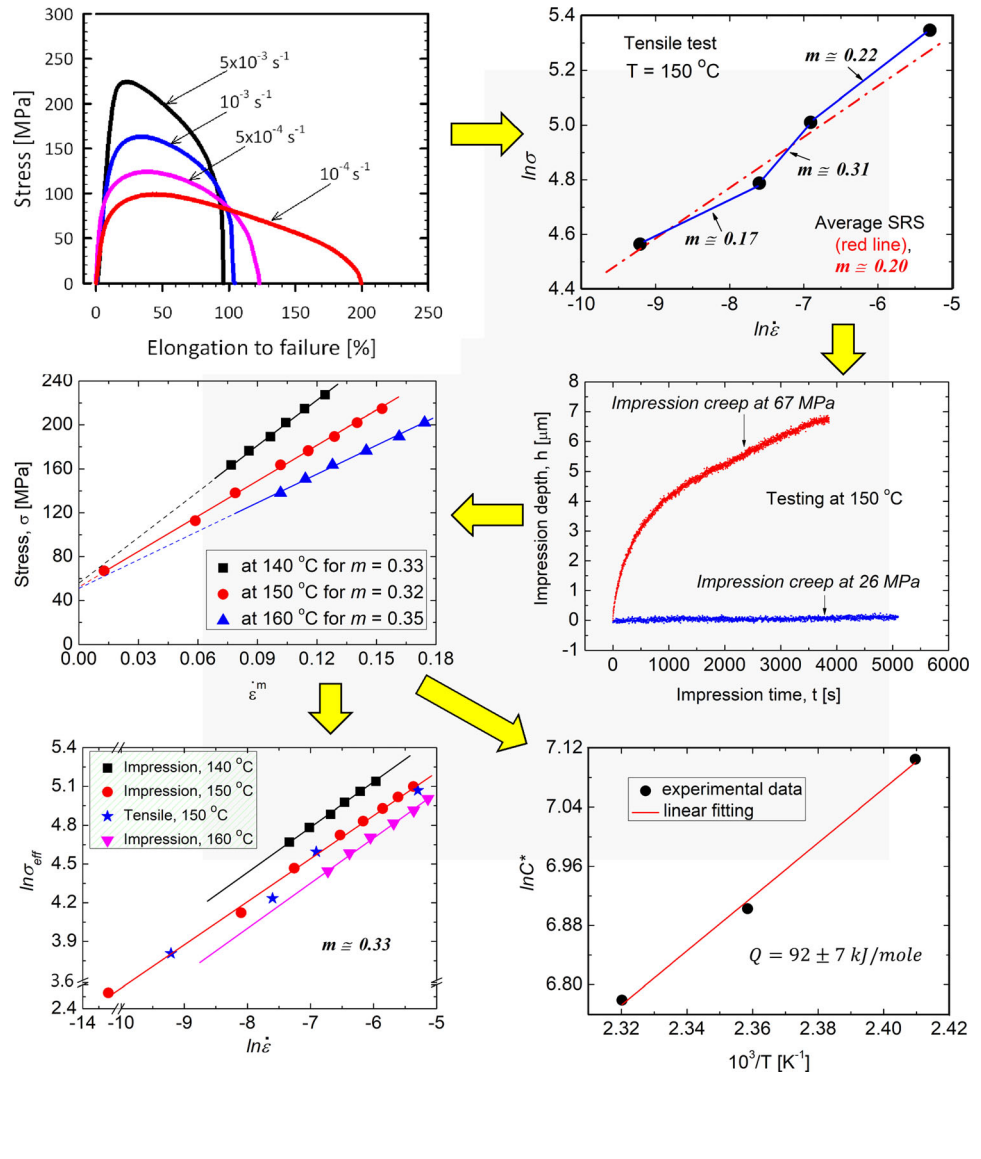 300
250
200
150
100
50
0
Stress [MPa]
5x10⁻³ s⁻¹
10⁻³ s⁻¹
5x10⁻⁴ s⁻¹
10⁻⁴ s⁻¹
0 50 100 150 200 250
Elongation to failure [%]
5.4
5.2
5.0
4.8
4.6
4.4
lnσ
Tensile test
T = 150 °C
m ≅ 0.22
m ≅ 0.31
m ≅ 0.17
Average SRS
(red line),
m ≅ 0.20
-10 -9 -8 -7 -6 -5
lnε̇
240
200
160
120
80
40
0
Stress, σ [MPa]
at 140 °C for m = 0.33
at 150 °C for m = 0.32
at 160 °C for m = 0.35
0.00 0.03 0.06 0.09 0.12 0.15 0.18
ε̇ᵐ
8
7
6
5
4
3
2
1
0
-1
Impression depth, h [μm]
Impression creep at 67 MPa
Testing at 150 °C
Impression creep at 26 MPa
0 1000 2000 3000 4000 5000 6000
Impression time, t [s]
5.4
5.1
4.8
4.5
4.2
3.9
3.6
2.4
lnσeff
Impression, 140 °C
Impression, 150 °C
Tensile, 150 °C
Impression, 160 °C
m ≅ 0.33
-14 -10 -9 -8 -7 -6 -5
lnε̇
7.12
7.04
6.96
6.88
6.80
lnC*
experimental data
linear fitting
Q = 92 ± 7 kJ/mole
2.32 2.34 2.36 2.38 2.40 2.42
10³/T [K⁻¹]